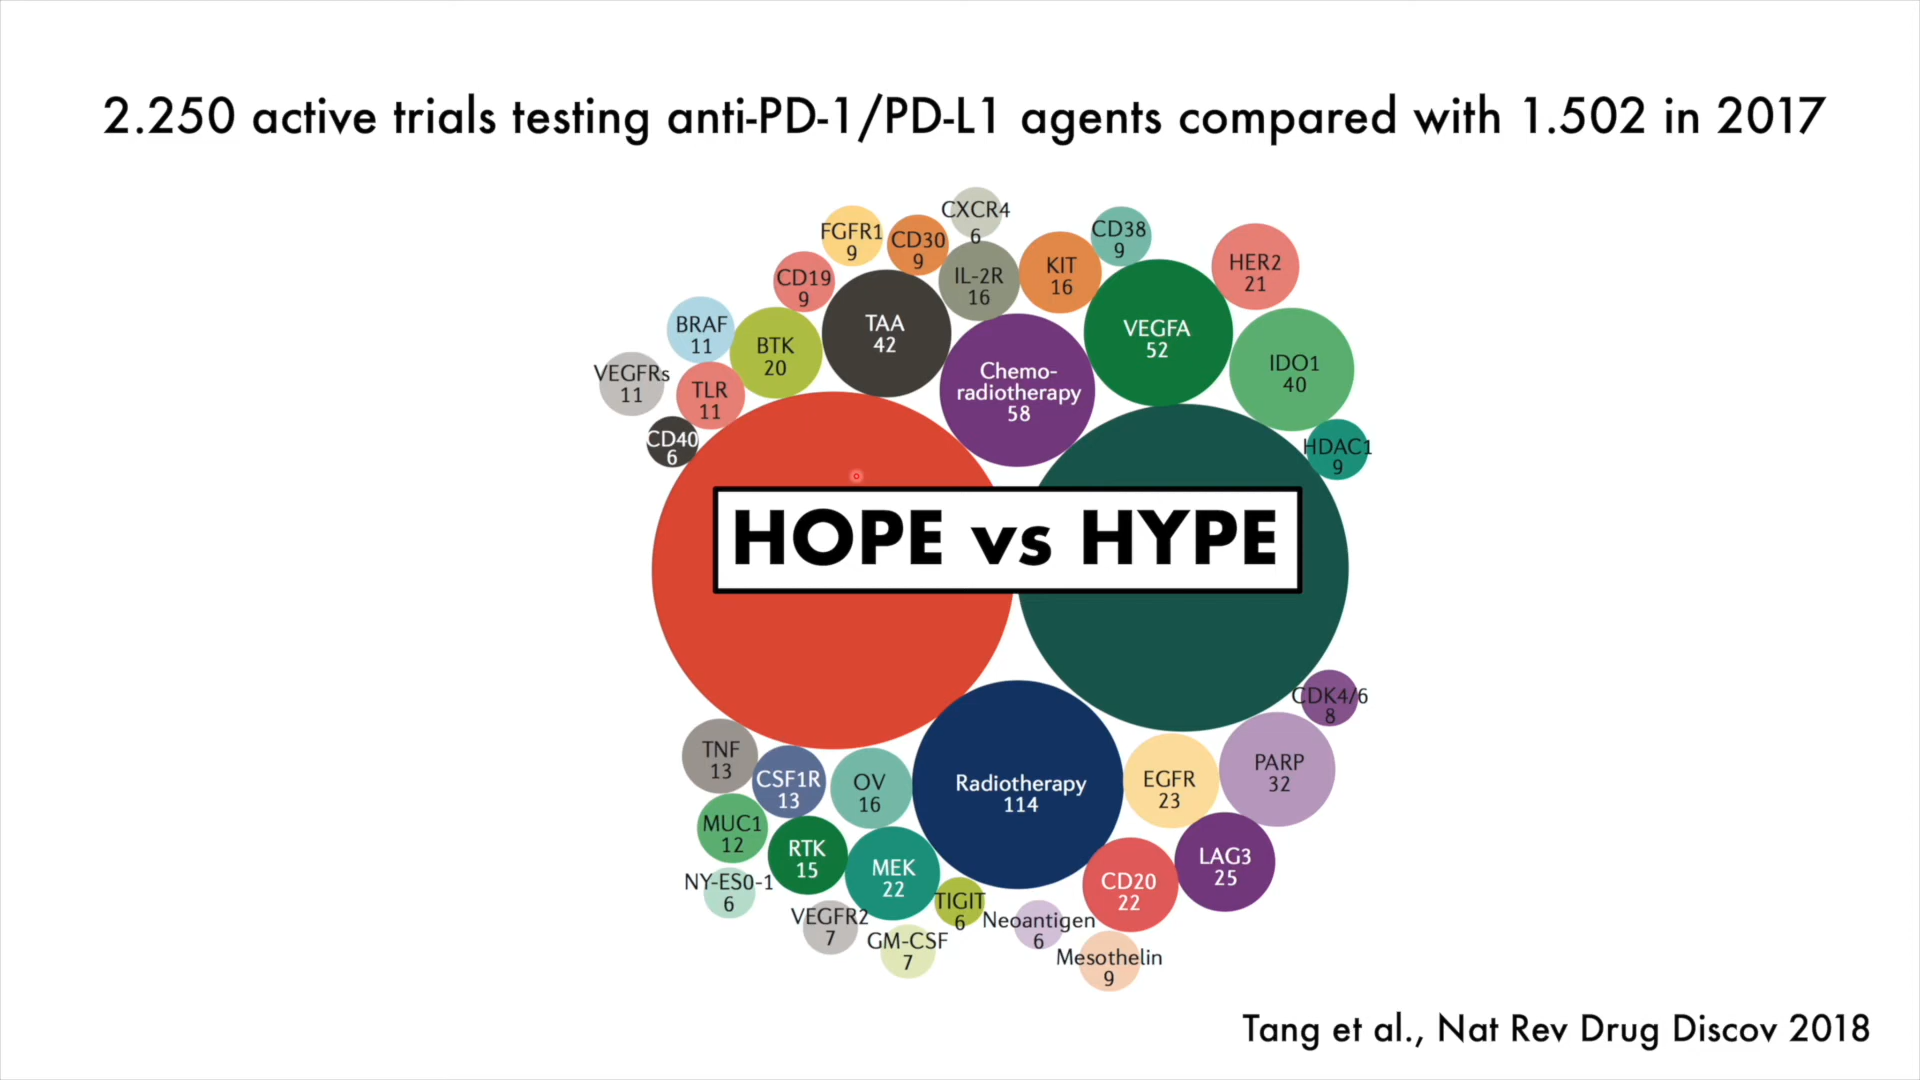 2.250 active trials testing anti-PD-1/PD-L1 agents compared with 1.502 in 2017
CXCR4
6
FGFR1
9
CD30
9
CD38
9
IL-2R
16
KIT
16
HER2
21
CD19
9
BRAF
11
BTK
20
TAA
42
VEGFA
52
Chemo-
radiotherapy
58
IDO1
40
VEGFRs
11
TLR
11
CD40
6
HDAC1
9
HOPE vs HYPE
CDK4/6
8
TNF
13
CSF1R
13
OV
16
Radiotherapy
114
EGFR
23
PARP
32
MUC1
12
RTK
15
MEK
22
LAG3
25
CD20
22
NY-ES0-1
6
VEGFR2
7
TIGIT
6
GM-CSF
7
Neoantigen
6
Mesothelin
9
Tang et al., Nat Rev Drug Discov 2018